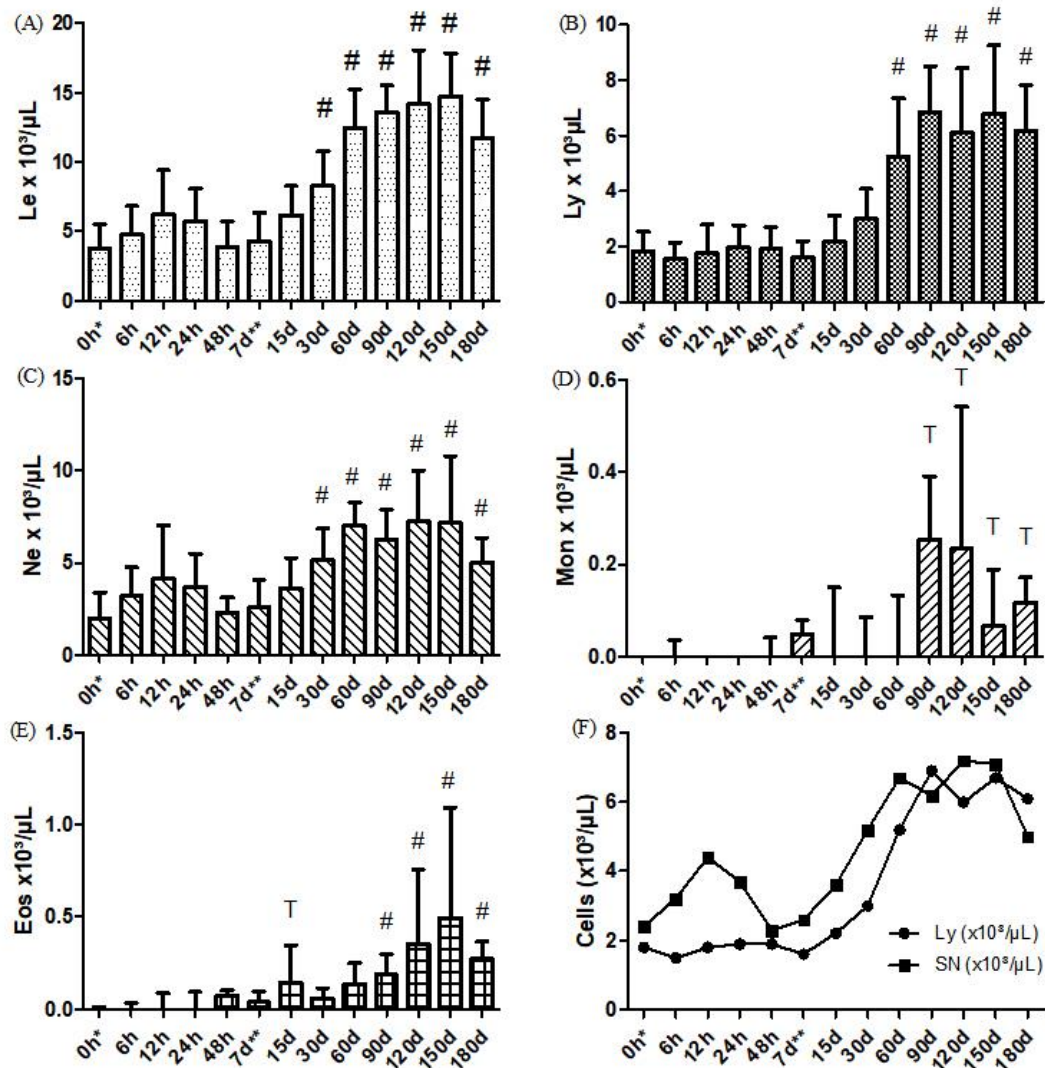 (A)
Le x 10³/µL
20
15
10
5
0
# # # # # #
0h* 6h 12h 24h 48h 7d** 15d 30d 60d 90d 120d 150d 180d
(B)
Ly x 10³µL
10
8
6
4
2
0
# # # # #
0h* 6h 12h 24h 48h 7d** 15d 30d 60d 90d 120d 150d 180d
(C)
Ne x 10³/µL
15
10
5
0
# # # # # #
0h* 6h 12h 24h 48h 7d** 15d 30d 60d 90d 120d 150d 180d
(D)
Mon x 10³/µL
0.6
0.4
0.2
0.0
T T T T
0h* 6h 12h 24h 48h 7d** 15d 30d 60d 90d 120d 150d 180d
(E)
Eos x10³/µL
1.5
1.0
0.5
0.0
T # # # #
0h* 6h 12h 24h 48h 7d** 15d 30d 60d 90d 120d 150d 180d
(F)
Cells (x10³/µL)
8
6
4
2
0
Ly (x10⁸/µL)
SN (x10⁸/µL)
0h* 6h 12h 24h 48h 7d** 15d 30d 60d 90d 120d 150d 180d